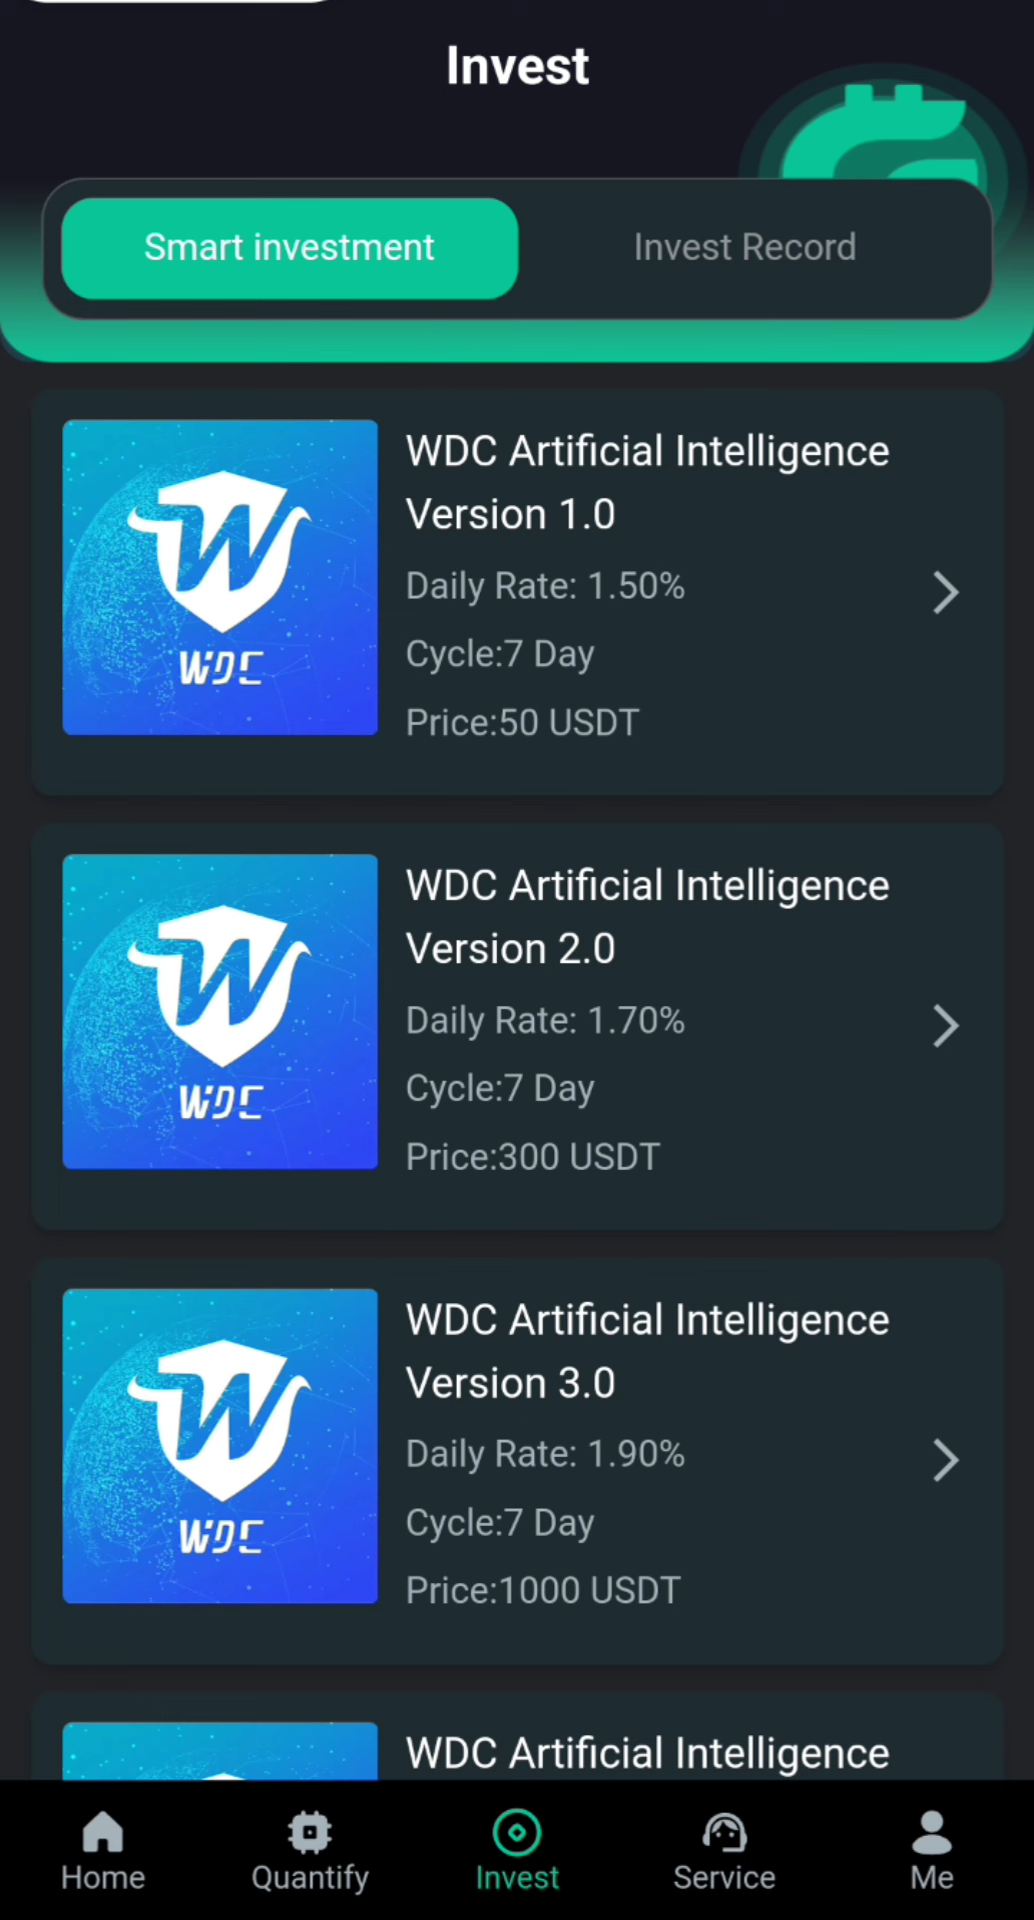 Invest
Smart investment
Invest Record
WDC Artificial Intelligence
Version 1.0
Daily Rate: 1.50%
Cycle:7 Day
Price:50 USDT
WDC
WDC Artificial Intelligence
Version 2.0
Daily Rate: 1.70%
Cycle:7 Day
Price:300 USDT
WDC
WDC Artificial Intelligence
Version 3.0
Daily Rate: 1.90%
Cycle:7 Day
Price:1000 USDT
WDC
WDC Artificial Intelligence
Home
Quantify
Invest
Service
Me